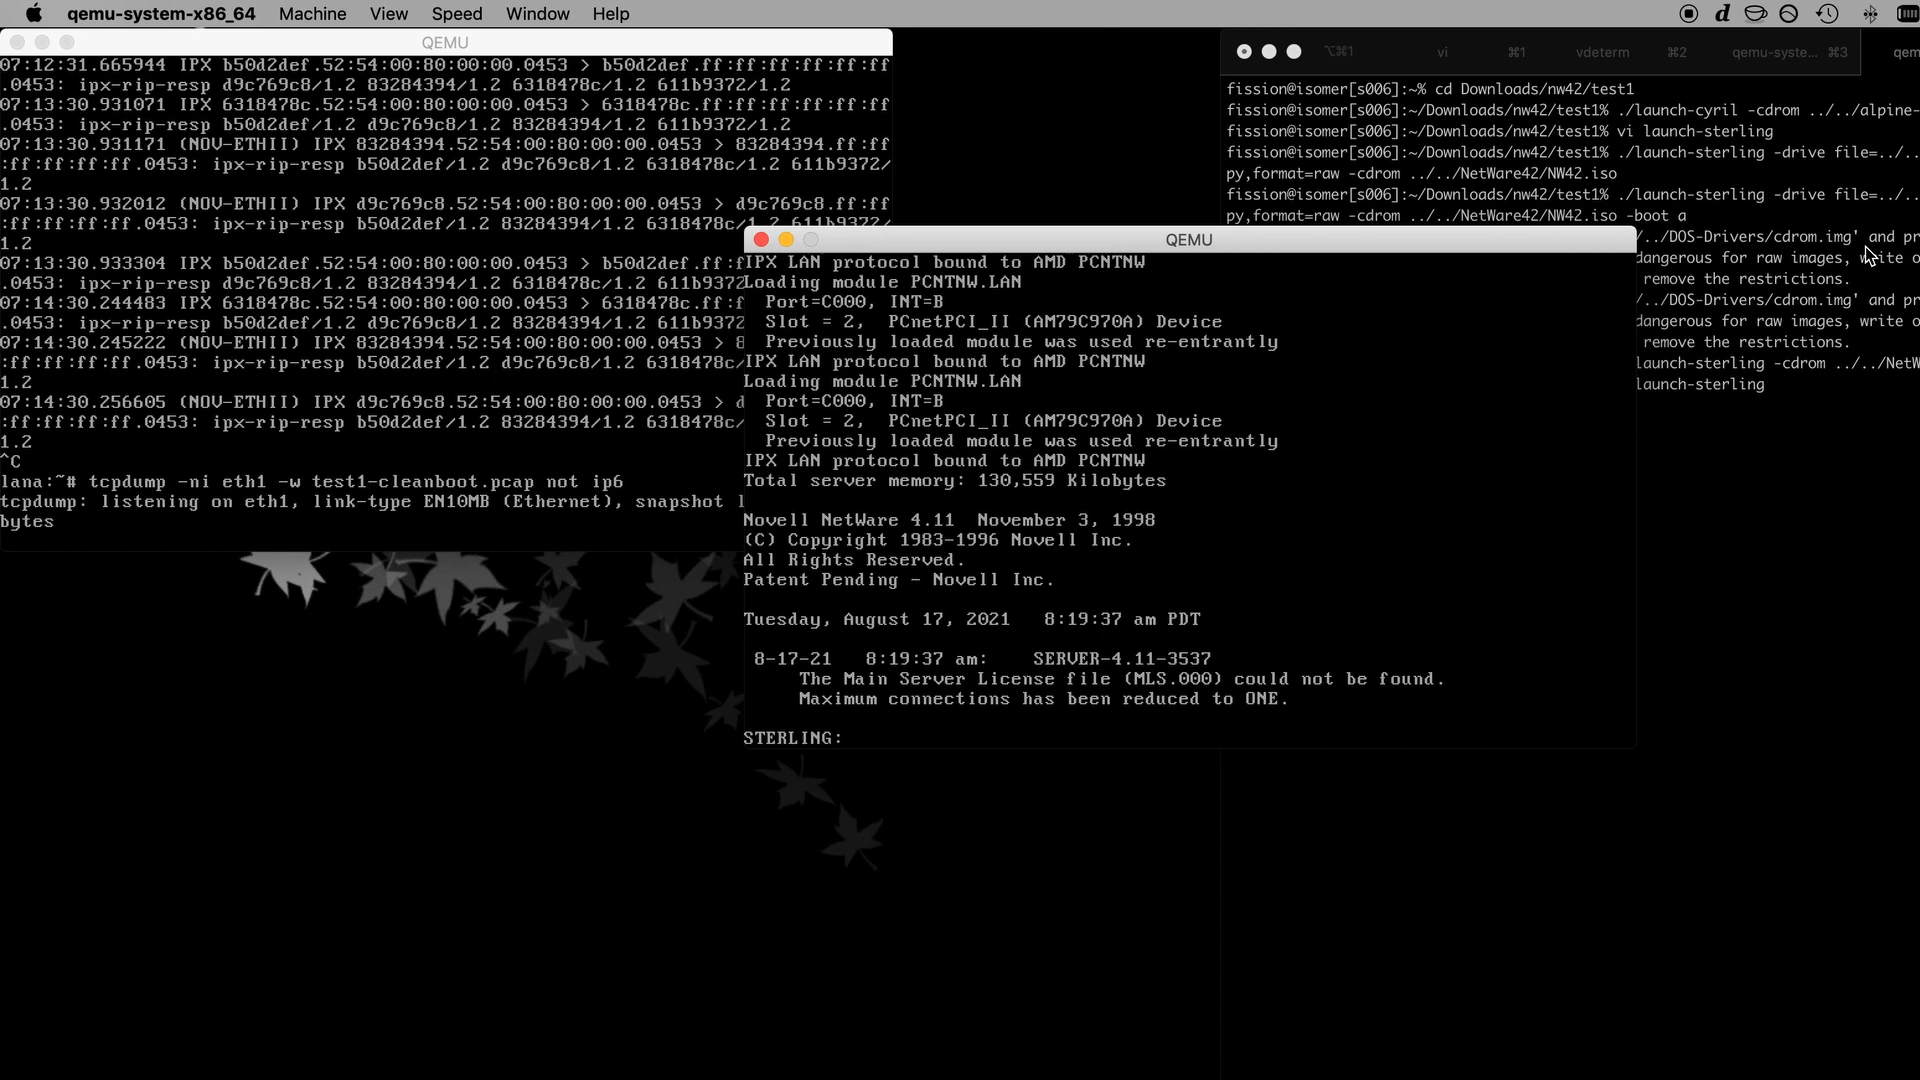 qemu-system-x86_64 Machine View Speed Window Help
QEMU
07:12:31.665944 IPX b50d2def.52:54:00:80:00:00.0453 > b50d2def.ff:ff:ff:ff:ff:ff
.0453: ipx-rip-resp d9c769c8/1.2 83284394/1.2 6318478c/1.2 611b9372/1.2
07:13:30.931071 IPX 6318478c.52:54:00:80:00:00.0453 > 6318478c.ff:ff:ff:ff:ff:ff
.0453: ipx-rip-resp b50d2def/1.2 d9c769c8/1.2 83284394/1.2 611b9372/1.2
07:13:30.931171 (NOV-ETHII) IPX 83284394.52:54:00:80:00:00.0453 > 83284394.ff:ff
:ff:ff:ff:ff.0453: ipx-rip-resp b50d2def/1.2 d9c769c8/1.2 6318478c/1.2 611b9372/
1.2
07:13:30.932012 (NOV-ETHII) IPX d9c769c8.52:54:00:80:00:00.0453 > d9c769c8.ff:ff
:ff:ff:ff:ff.0453: ipx-rip-resp b50d2def/1.2 83284394/1.2 6318478c/1.2 611b9372/
1.2
07:13:30.933304 IPX b50d2def.52:54:00:80:00:00.0453 > b50d2def.ff:f
.0453: ipx-rip-resp d9c769c8/1.2 83284394/1.2 6318478c/1.2 611b9372
07:14:30.244483 IPX 6318478c.52:54:00:80:00:00.0453 > 6318478c.ff:f
.0453: ipx-rip-resp b50d2def/1.2 d9c769c8/1.2 83284394/1.2 611b9372
07:14:30.245222 (NOV-ETHII) IPX 83284394.52:54:00:80:00:00.0453 > 8
:ff:ff:ff:ff.0453: ipx-rip-resp b50d2def/1.2 d9c769c8/1.2 6318478c/
1.2
07:14:30.256605 (NOV-ETHII) IPX d9c769c8.52:54:00:80:00:00.0453 > d
:ff:ff:ff:ff.0453: ipx-rip-resp b50d2def/1.2 83284394/1.2 6318478c/
1.2
^C
lana:~# tcpdump -ni eth1 -w test1-cleanboot.pcap not ip6
tcpdump: listening on eth1, link-type EN10MB (Ethernet), snapshot l
bytes
QEMU
IPX LAN protocol bound to AMD PCNTNW
Loading module PCNTNW.LAN
Port=C000, INT=B
Slot = 2, PCnetPCI_II (AM79C970A) Device
Previously loaded module was used re-entrantly
IPX LAN protocol bound to AMD PCNTNW
Loading module PCNTNW.LAN
Port=C000, INT=B
Slot = 2, PCnetPCI_II (AM79C970A) Device
Previously loaded module was used re-entrantly
IPX LAN protocol bound to AMD PCNTNW
Total server memory: 130,559 Kilobytes
Novell NetWare 4.11 November 3, 1998
(C) Copyright 1983-1996 Novell Inc.
All Rights Reserved.
Patent Pending - Novell Inc.
Tuesday, August 17, 2021 8:19:37 am PDT
8-17-21 8:19:37 am: SERVER-4.11-3537
The Main Server License file (MLS.000) could not be found.
Maximum connections has been reduced to ONE.
STERLING:
⌥⌘1 vi ⌘1 vdeterm ⌘2 qemu-syste... ⌘3 qem
fission@isomer[s006]:~% cd Downloads/nw42/test1
fission@isomer[s006]:~/Downloads/nw42/test1% ./launch-cyril -cdrom ../../alpine-
fission@isomer[s006]:~/Downloads/nw42/test1% vi launch-sterling
fission@isomer[s006]:~/Downloads/nw42/test1% ./launch-sterling -drive file=../..
py,format=raw -cdrom ../../NetWare42/NW42.iso
fission@isomer[s006]:~/Downloads/nw42/test1% ./launch-sterling -drive file=../..
py,format=raw -cdrom ../../NetWare42/NW42.iso -boot a
/../DOS-Drivers/cdrom.img' and pr
dangerous for raw images, write o
remove the restrictions.
/../DOS-Drivers/cdrom.img' and pr
dangerous for raw images, write o
remove the restrictions.
launch-sterling -cdrom ../../NetW
launch-sterling